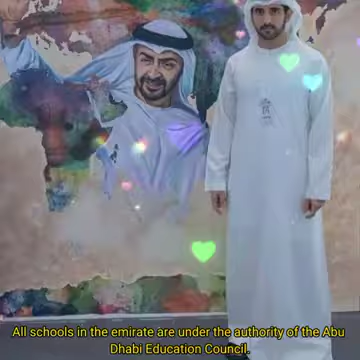 All schools in the emirate are under the authority of the Abu
Dhabi Education Council.